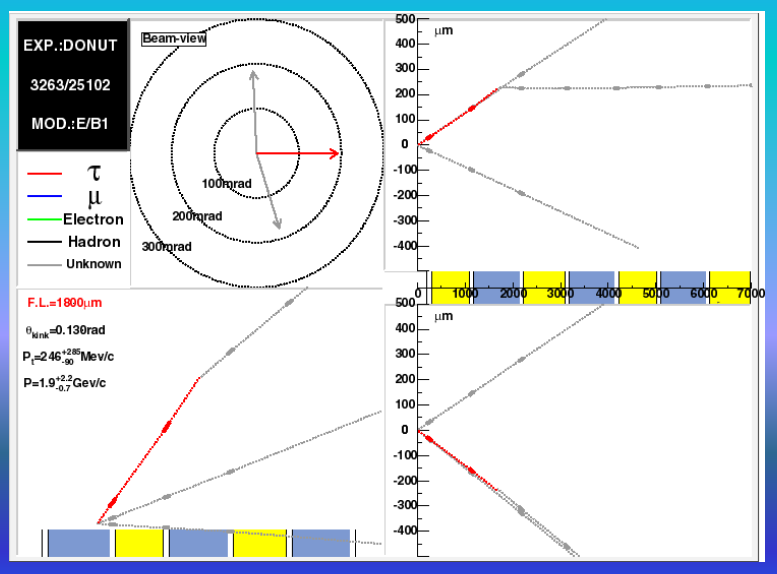 EXP.:DONUT
3263/25102
MOD.:E/B1
τ
μ
Electron
Hadron
Unknown
Beam-view
100mrad
200mrad
300mrad
F.L.=1890μm
θkink=0.130rad
Pt=246+285-90Mev/c
P=1.9+2.2-0.7Gev/c
500
μm
400
300
200
100
0
-100
-200
-300
-400
0 1000 2000 3000 4000 5000 6000 7000
500
μm
400
300
200
100
0
-100
-200
-300
-400